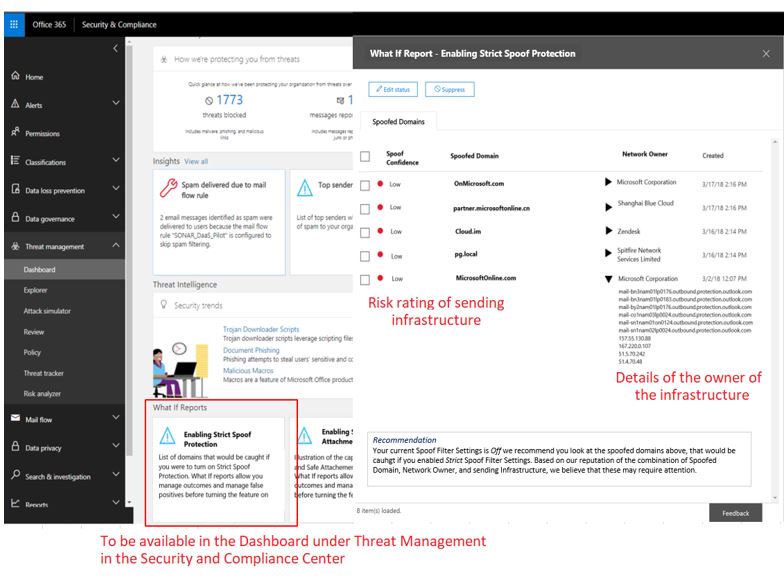 Office 365
Security & Compliance
Home
Alerts
Permissions
Classifications
Data loss prevention
Data governance
Threat management
Dashboard
Explorer
Attack simulator
Review
Policy
Threat tracker
Risk analyzer
Mail flow
Data privacy
Search & investigation
Reports
How we're protecting you from threats
Quick glance at how we've been protecting your organization from threats over
1773
threats blocked
Includes malware, phishing, and malicious
links
1
messages repo
Includes messages rep
junk or ph
Insights View all
Spam delivered due to mail
flow rule
2 email messages identified as spam were
delivered to users because the mail flow
rule "SONAR_DaaS_Pilot" is configured to
skip spam filtering.
Top sender
List of top senders w
of spam to your orga
Threat Intelligence
Security trends
Trojan Downloader Scripts
Trojan downloader scripts leverage scripting files
Document Phishing
Phishing attempts to steal users' sensitive and co
Malicious Macros
Macros are a feature of Microsoft Office product
What If Reports
Enabling Strict Spoof
Protection
List of domains that would be caught if
you were to turn on Strict Spoof
Protection. What if reports allow you
manage outcomes and manage false
positives before turning the feature on
Enabling S
Attachme
Illustration of the cap
and Safe Attachemer
What If reports allow
outcomes and mana
before turning the fe
What If Report - Enabling Strict Spoof Protection
Edit status
Suppress
Spoofed Domains
Spoof
Confidence
Spoofed Domain
Network Owner
Created
Low
OnMicrosoft.com
Microsoft Corporation
3/17/18 2:16 PM
Low
partner.microsoftonline.cn
Shanghai Blue Cloud
3/17/18 2:16 PM
Low
Cloud.im
Zendesk
3/16/18 2:14 PM
Low
pg.local
Spitfire Network
Services Limited
3/16/18 2:14 PM
Low
MicrosoftOnline.com
Microsoft Corporation
3/2/18 12:07 PM
mail-bn3nam01lp0176.outbound.protection.outlook.com
mail-bn3nam01lp0183.outbound.protection.outlook.com
mail-by2nam01lp0176.outbound.protection.outlook.com
mail-co1nam03lp0024.outbound.protection.outlook.com
mail-sn1nam01on0124.outbound.protection.outlook.com
mail-sn1nam02lp0024.outbound.protection.outlook.com
157.55.130.88
167.220.0.107
51.5.70.242
51.4.70.48
Risk rating of sending
infrastructure
Details of the owner of
the infrastructure
Recommendation
Your current Spoof Filter Settings is Off we recommend you look at the spoofed domains above, that would be
cauhgt if you enabled Strict Spoof Filter Settings. Based on our reputation of the combination of Spoofed
Domain, Network Owner, and sending Infrastructure, we believe that these may require attention.
8 item(s) loaded.
Feedback
To be available in the Dashboard under Threat Management
in the Security and Compliance Center